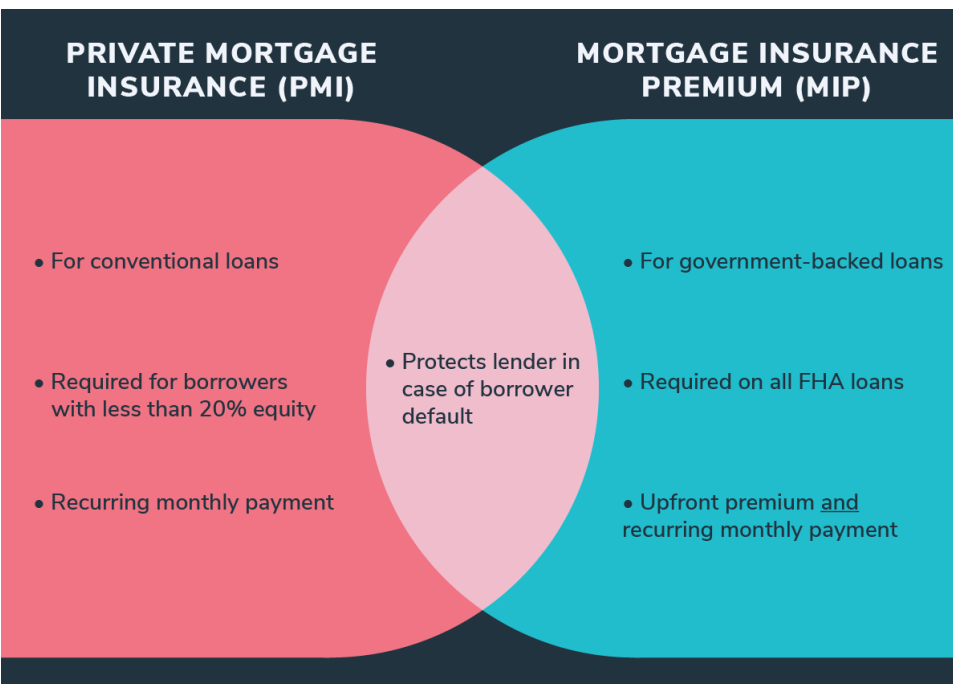 PRIVATE MORTGAGE
INSURANCE (PMI)
MORTGAGE INSURANCE
PREMIUM (MIP)
• For conventional loans
• Required for borrowers
with less than 20% equity
• Recurring monthly payment
• Protects lender in
case of borrower
default
• For government-backed loans
• Required on all FHA loans
• Upfront premium and
recurring monthly payment